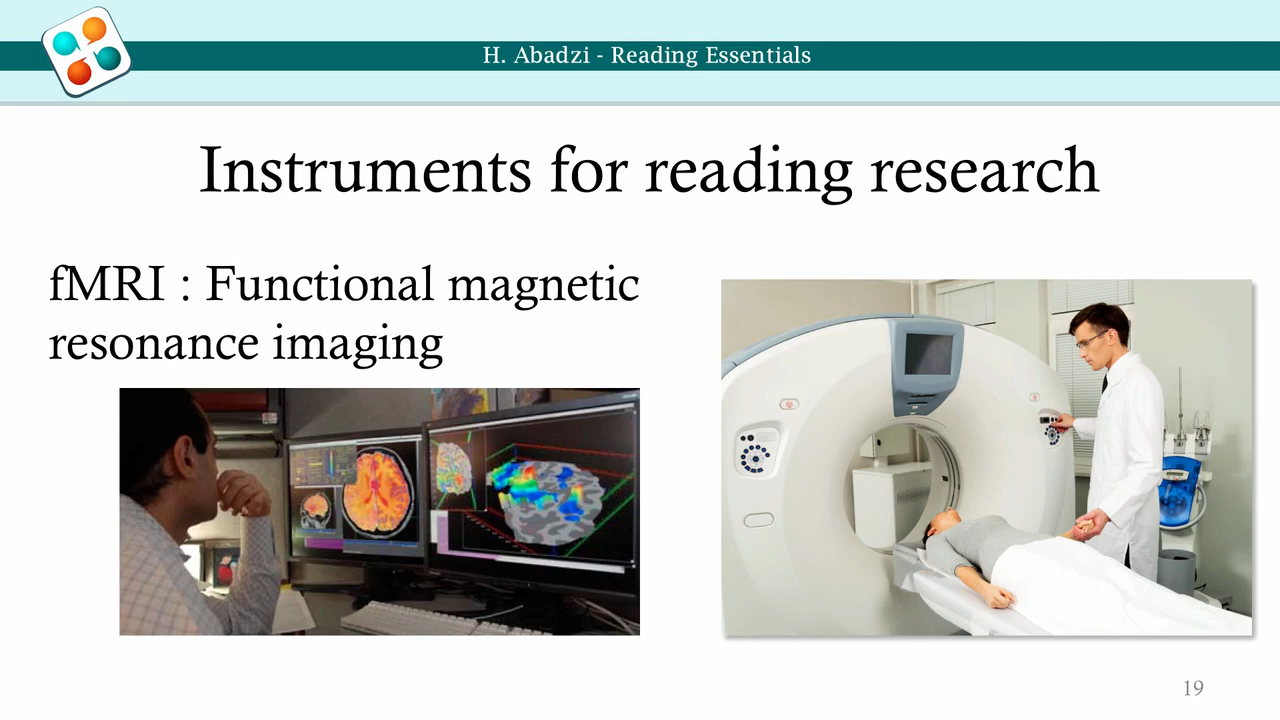 H. Abadzi - Reading Essentials
Instruments for reading research
fMRI : Functional magnetic
resonance imaging
19